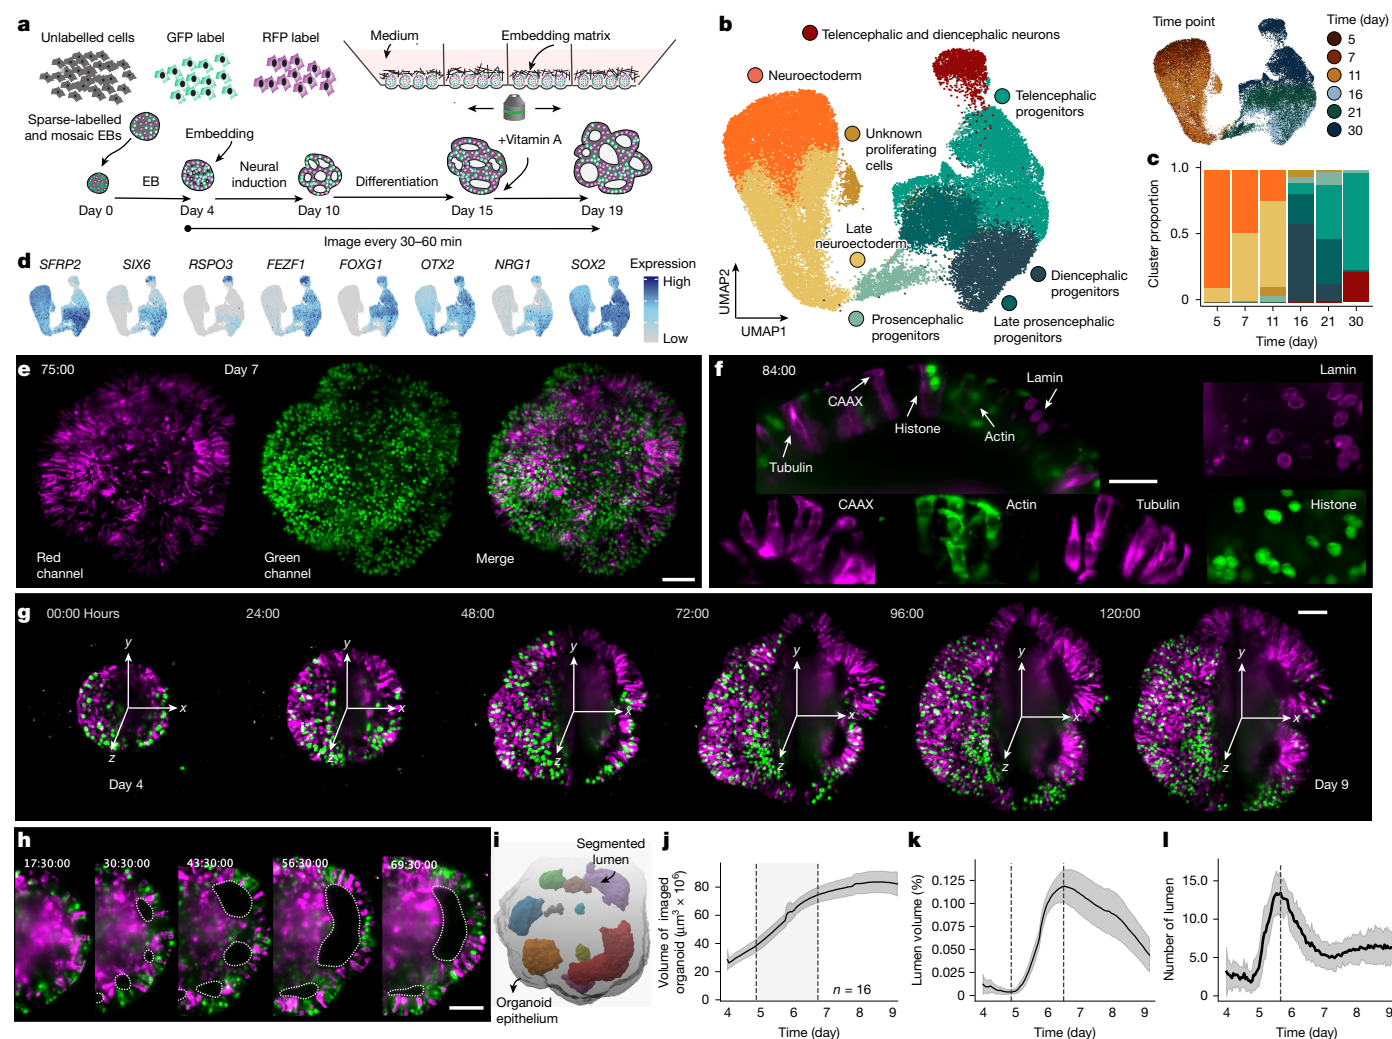 a
Unlabelled cells
GFP label
RFP label
Medium
Embedding matrix
Sparse-labelled
and mosaic EBs
Embedding
+Vitamin A
EB
Neural
induction
Differentiation
Day 0
Day 4
Day 10
Day 15
Day 19
Image every 30–60 min
b
Telencephalic and diencephalic neurons
Neuroectoderm
Telencephalic
progenitors
Unknown
proliferating
cells
Late
neuroectoderm
Diencephalic
progenitors
Prosencephalic
progenitors
Late prosencephalic
progenitors
UMAP2
UMAP1
Time point
Time (day)
5
7
11
16
21
30
c
Cluster proportion
1.0
0.5
0
5 7 11 16 21 30
Time (day)
d
SFRP2 SIX6 RSPO3 FEZF1 FOXG1 OTX2 NRG1 SOX2
Expression
High
Low
e
75:00
Day 7
Red
channel
Green
channel
Merge
f
84:00
CAAX
Histone
Actin
Lamin
Tubulin
Lamin
CAAX
Actin
Tubulin
Histone
g
00:00 Hours
24:00
48:00
72:00
96:00
120:00
y x z
y x z
y x z
y x z
y x z
y x z
Day 4
Day 9
h
17:30:00
30:30:00
43:30:00
56:30:00
69:30:00
i
Segmented
lumen
Organoid
epithelium
j
Volume of imaged
organoid (μm³ × 10⁶)
80
60
40
20
0
n = 16
4 5 6 7 8 9
Time (day)
k
Lumen volume (%)
0.125
0.100
0.075
0.050
0.025
0
4 5 6 7 8 9
Time (day)
l
Number of lumen
15.0
10.0
5.0
0
4 5 6 7 8 9
Time (day)